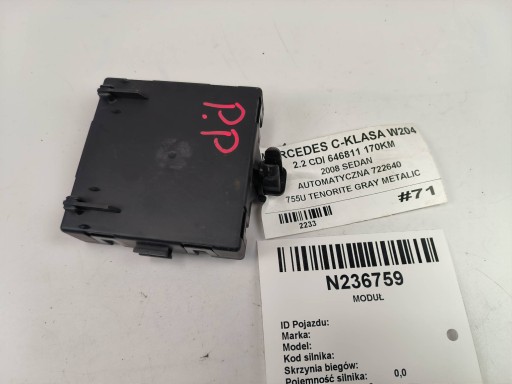 P.P
RCEDES C-KLASA W204
2.2 CDI 646811 170KM
2008 SEDAN
AUTOMATYCZNA 722640
755U TENORITE GRAY METALIC
2233
#71
N236759
MODUŁ
ID Pojazdu:
Marka:
Model:
Kod silnika:
Skrzynia biegów:
Pojemność silnika: 0,0